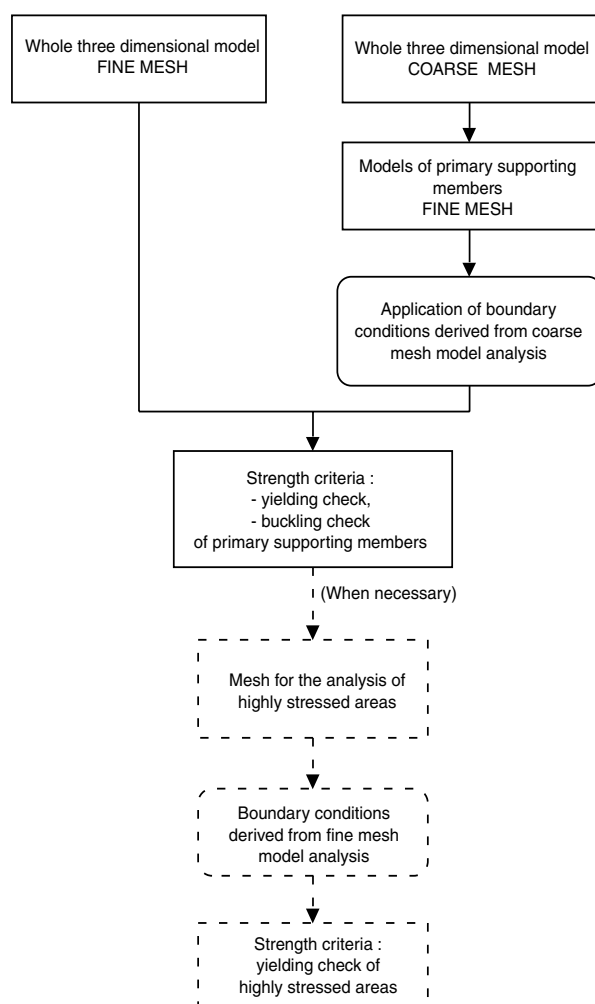 Whole three dimensional model
FINE MESH
Whole three dimensional model
COARSE MESH
Models of primary supporting
members
FINE MESH
Application of boundary
conditions derived from coarse
mesh model analysis
Strength criteria :
- yielding check,
- buckling check
of primary supporting members
(When necessary)
Mesh for the analysis of
highly stressed areas
Boundary conditions
derived from fine mesh
model analysis
Strength criteria :
yielding check of
highly stressed areas